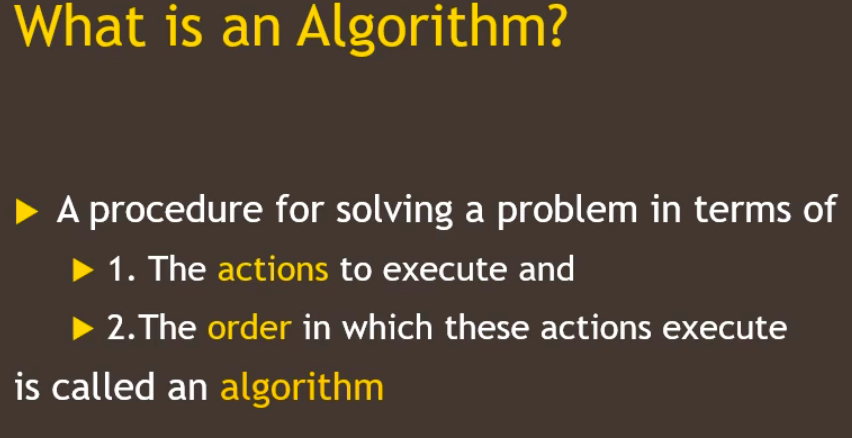 What is an Algorithm?
A procedure for solving a problem in terms of
1. The actions to execute and
2.The order in which these actions execute
is called an algorithm